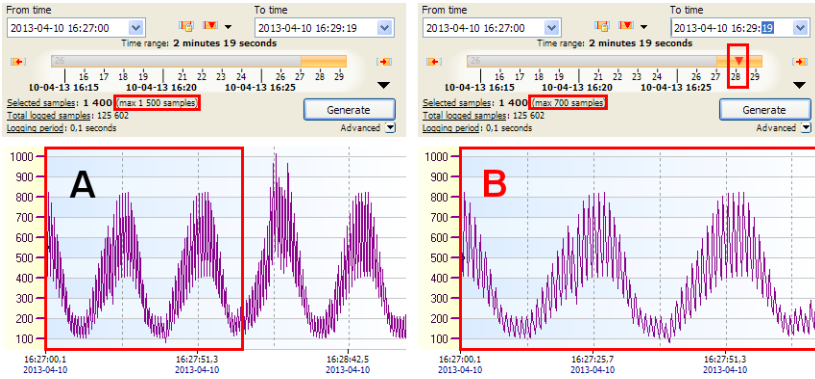 From time
To time
2013-04-10 16:27:00
2013-04-10 16:29:19
Time range: 2 minutes 19 seconds
26
16 17 18 19 21 22 23 24 26 27 28 29
10-04-13 16:15 10-04-13 16:20 10-04-13 16:25
Selected samples: 1 400 (max 1 500 samples)
Total logged samples: 125 602
Logging period: 0,1 seconds
Generate
Advanced
1000
900
800
700
600
500
400
300
200
100
A
16:27:00,1 16:27:51,3 16:28:42,5
2013-04-10 2013-04-10 2013-04-10
From time
To time
2013-04-10 16:27:00
2013-04-10 16:29:19
Time range: 2 minutes 19 seconds
26
16 17 18 19 21 22 23 24 26 27 28 29
10-04-13 16:15 10-04-13 16:20 10-04-13 16:25
Selected samples: 1 400 (max 700 samples)
Total logged samples: 125 602
Logging period: 0,1 seconds
Generate
Advanced
1000
900
800
700
600
500
400
300
200
100
B
16:27:00,1 16:27:25,7 16:27:51,3
2013-04-10 2013-04-10 2013-04-10